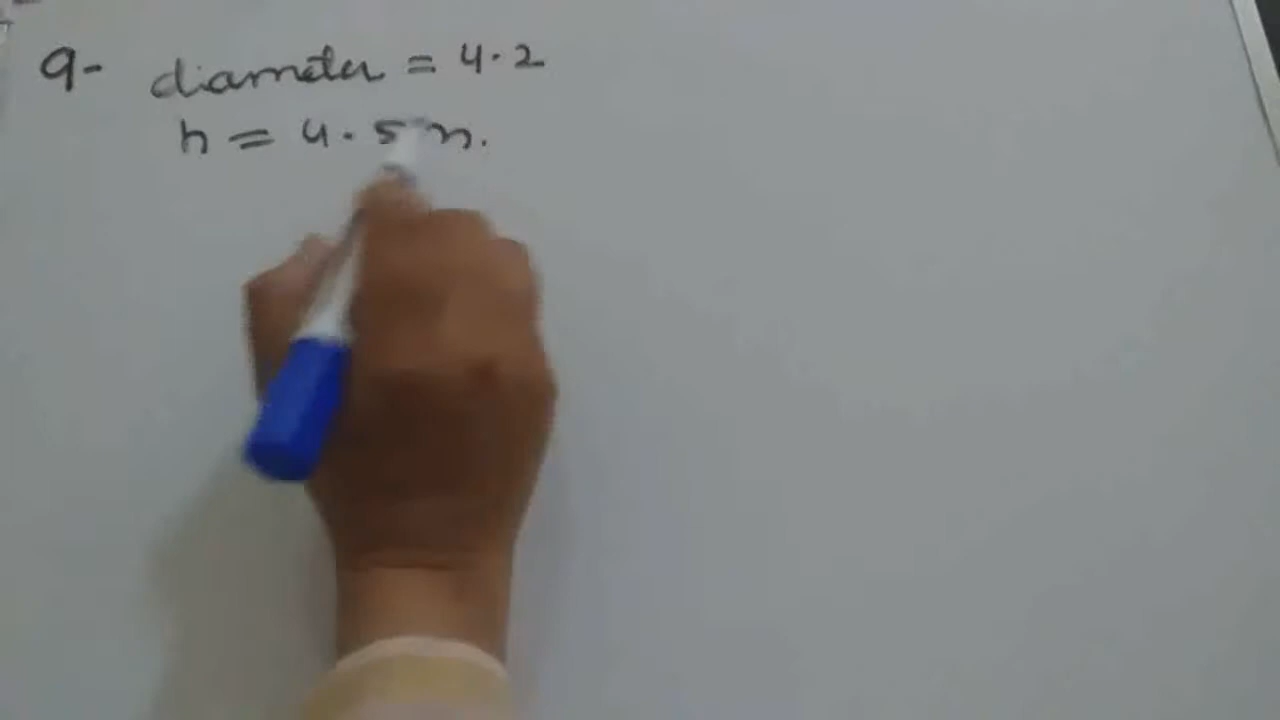 9- diameter = 4.2
h = 4.5 m.